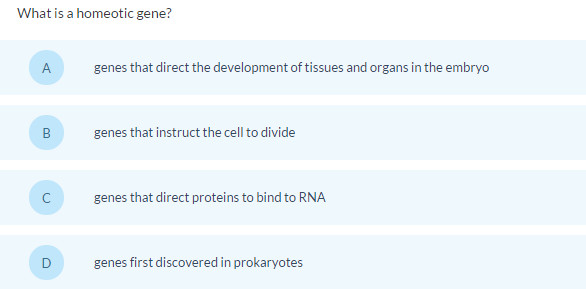 What is a homeotic gene?
A genes that direct the development of tissues and organs in the embryo
B genes that instruct the cell to divide
C genes that direct proteins to bind to RNA
D genes first discovered in prokaryotes